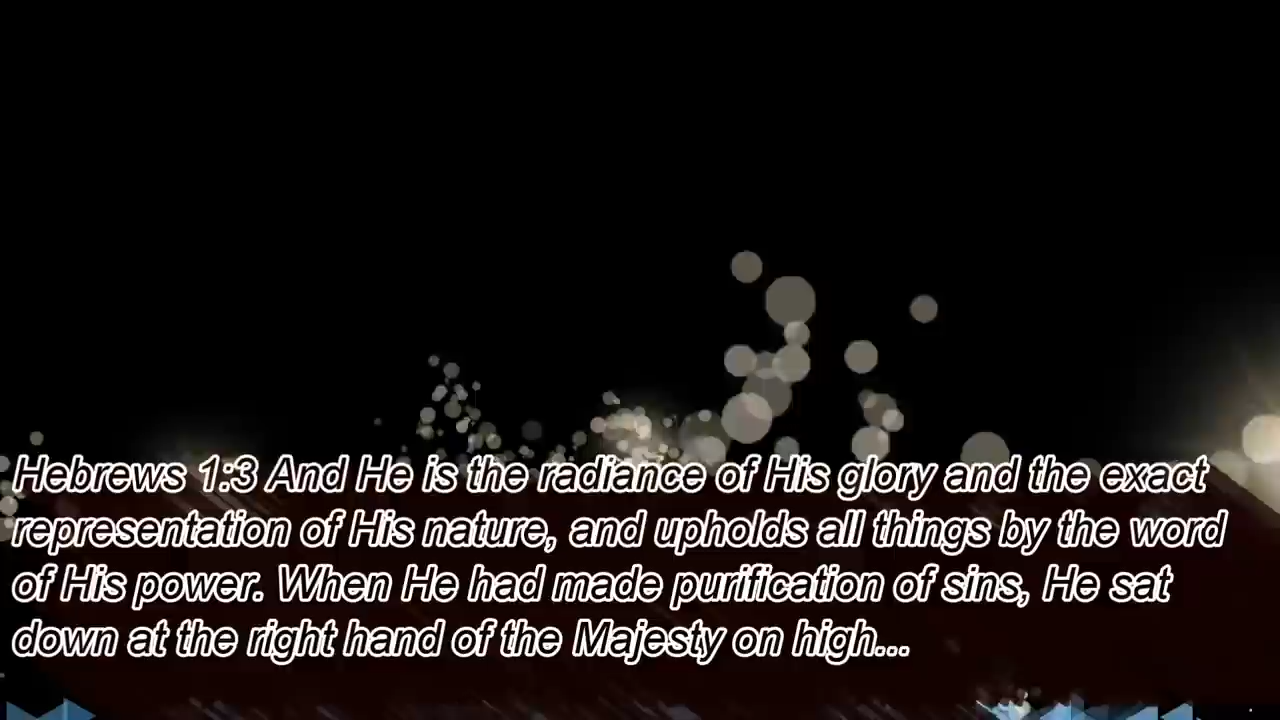 Hebrews 1:3 And He is the radiance of His glory and the exact
representation of His nature, and upholds all things by the word
of His power. When He had made purification of sins, He sat
down at the right hand of the Majesty on high...